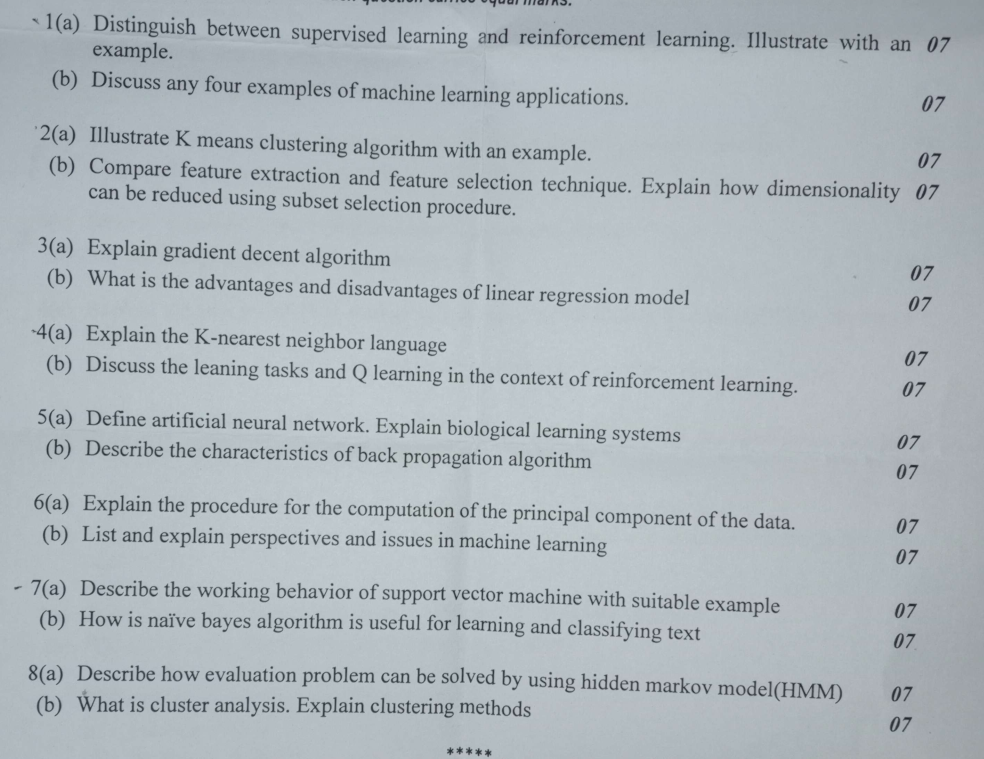 1(a) Distinguish between supervised learning and reinforcement learning. Illustrate with an 07
example.
(b) Discuss any four examples of machine learning applications. 07
2(a) Illustrate K means clustering algorithm with an example. 07
(b) Compare feature extraction and feature selection technique. Explain how dimensionality 07
can be reduced using subset selection procedure.
3(a) Explain gradient decent algorithm 07
(b) What is the advantages and disadvantages of linear regression model 07
4(a) Explain the K-nearest neighbor language 07
(b) Discuss the leaning tasks and Q learning in the context of reinforcement learning. 07
5(a) Define artificial neural network. Explain biological learning systems 07
(b) Describe the characteristics of back propagation algorithm 07
6(a) Explain the procedure for the computation of the principal component of the data. 07
(b) List and explain perspectives and issues in machine learning 07
7(a) Describe the working behavior of support vector machine with suitable example 07
(b) How is naïve bayes algorithm is useful for learning and classifying text 07
8(a) Describe how evaluation problem can be solved by using hidden markov model(HMM) 07
(b) What is cluster analysis. Explain clustering methods 07
*****